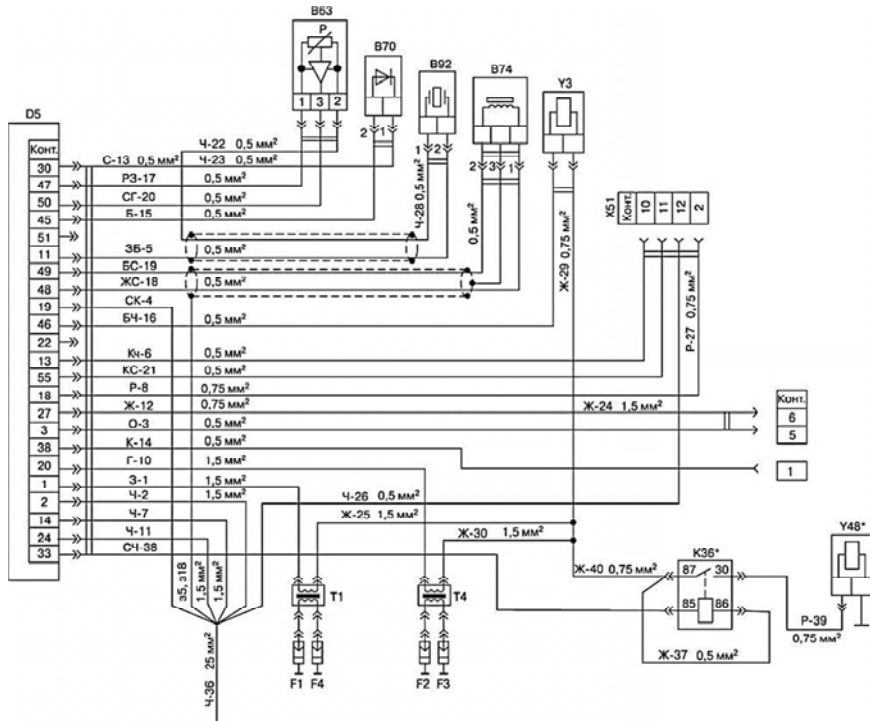 B63
P
1 3 2
B70
2 1
B92
1 2
B74
2 3 1
Y3
D5
Конт.
30
47
50
45
51
11
49
48
19
46
22
13
55
18
27
3
38
20
1
2
14
24
33
Ч-22 0,5 мм²
С-13 0,5 мм² Ч-23 0,5 мм²
РЗ-17 0,5 мм²
СГ-20 0,5 мм²
Б-15 0,5 мм²
ЗБ-5 0,5 мм²
БС-19
ЖС-18 0,5 мм²
СК-4
БЧ-16 0,5 мм²
Кч-6 0,5 мм²
КС-21 0,5 мм²
Р-8 0,75 мм²
Ж-12 0,75 мм²
О-3 0.5 мм²
К-14 0,5 мм²
Г-10 1,5 мм²
З-1 1,5 мм²
Ч-2 1,5 мм²
Ч-7
Ч-11
СЧ-38
Ч-28 0,5 мм²
0,5 мм²
Ж-29 0,75 мм²
X51
Конт. 10 11 12 2
Р-27 0,75 мм²
Ж-24 1,5 мм²
Конт.
6
5
1
Ч-26 0,5 мм²
Ж-25 1,5 мм²
Ж-30 1,5 мм²
Ж-40 0,75 мм²
K36*
87 30
85 86
Y48*
Р-39
0,75 мм²
Ж-37 0,5 мм²
э5, э18
1,5 мм²
1,5 мм²
Ч-36 25 мм²
T1
T4
F1 F4
F2 F3